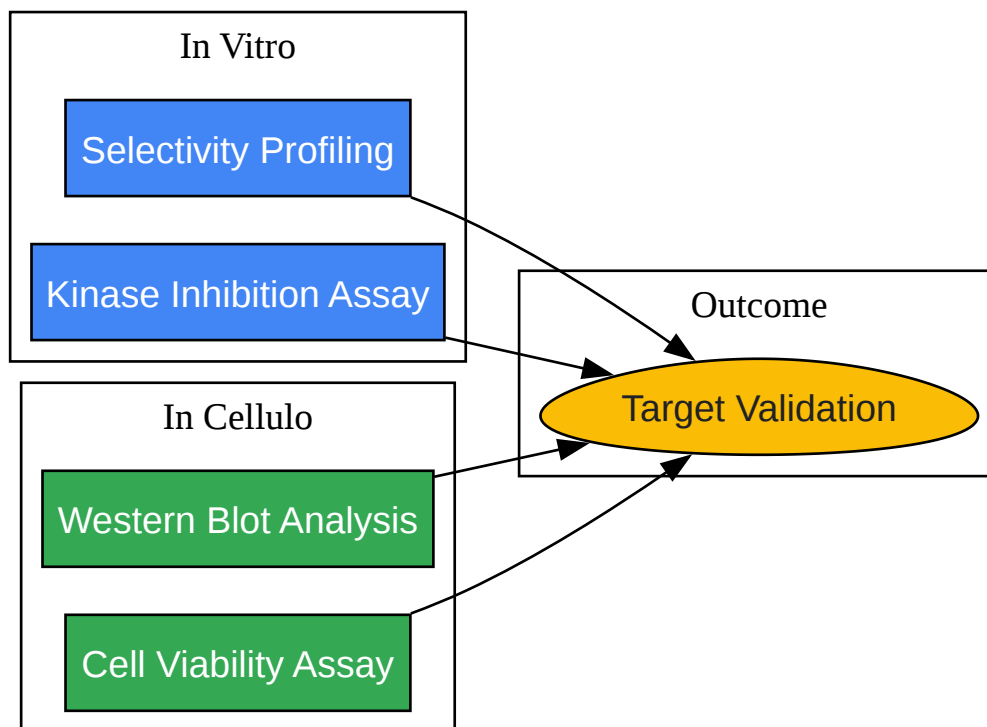 In Vitro
Selectivity Profiling
Kinase Inhibition Assay
Outcome
Target Validation
In Cellulo
Western Blot Analysis
Cell Viability Assay